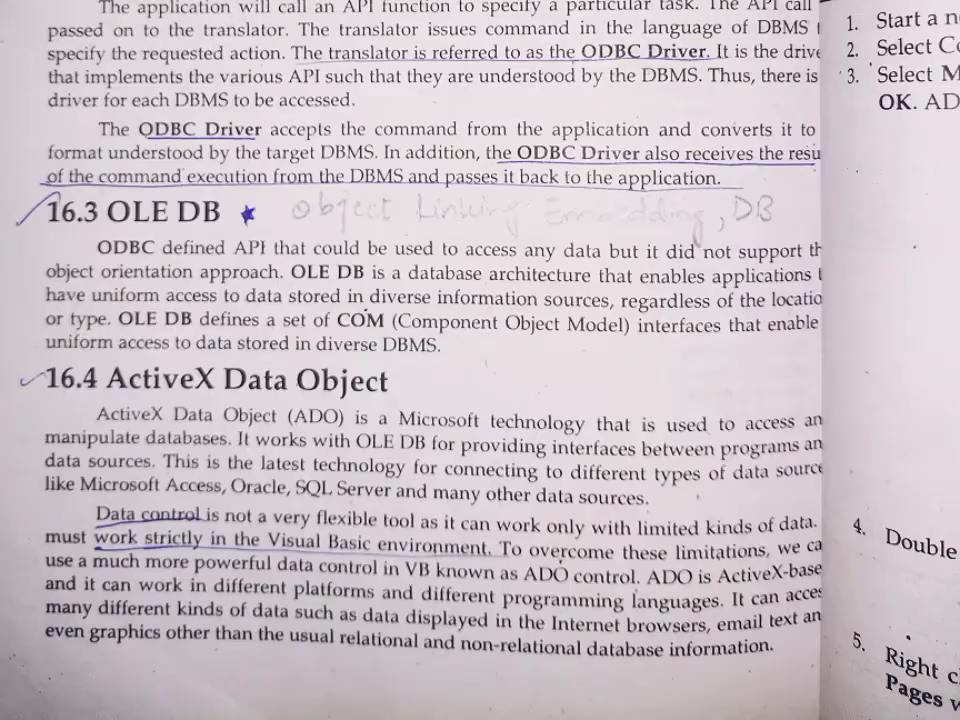 The application will call an API function to specify a particular task. The API call
passed on to the translator. The translator issues command in the language of DBMS
specify the requested action. The translator is referred to as the ODBC Driver. It is the drive
that implements the various API such that they are understood by the DBMS. Thus, there is
driver for each DBMS to be accessed.
The ODBC Driver accepts the command from the application and converts it to
format understood by the target DBMS. In addition, the ODBC Driver also receives the resu
of the command execution from the DBMS and passes it back to the application.
16.3 OLE DB ★ Object Linking Embedding, DB
ODBC defined API that could be used to access any data but it did not support th
object orientation approach. OLE DB is a database architecture that enables applications t
have uniform access to data stored in diverse information sources, regardless of the locatio
or type. OLE DB defines a set of COM (Component Object Model) interfaces that enable
uniform access to data stored in diverse DBMS.
16.4 ActiveX Data Object
ActiveX Data Object (ADO) is a Microsoft technology that is used to access an
manipulate databases. It works with OLE DB for providing interfaces between programs an
data sources. This is the latest technology for connecting to different types of data source
like Microsoft Access, Oracle, SQL Server and many other data sources.
Data control is not a very flexible tool as it can work only with limited kinds of data.
must work strictly in the Visual Basic environment. To overcome these limitations, we ca
use a much more powerful data control in VB known as ADO control. ADO is ActiveX-base
and it can work in different platforms and different programming languages. It can acces
many different kinds of data such as data displayed in the Internet browsers, email text an
even graphics other than the usual relational and non-relational database information.
1. Start a n
2. Select Co
3. Select M
OK. AD
4. Double
5. Right cl
Pages w